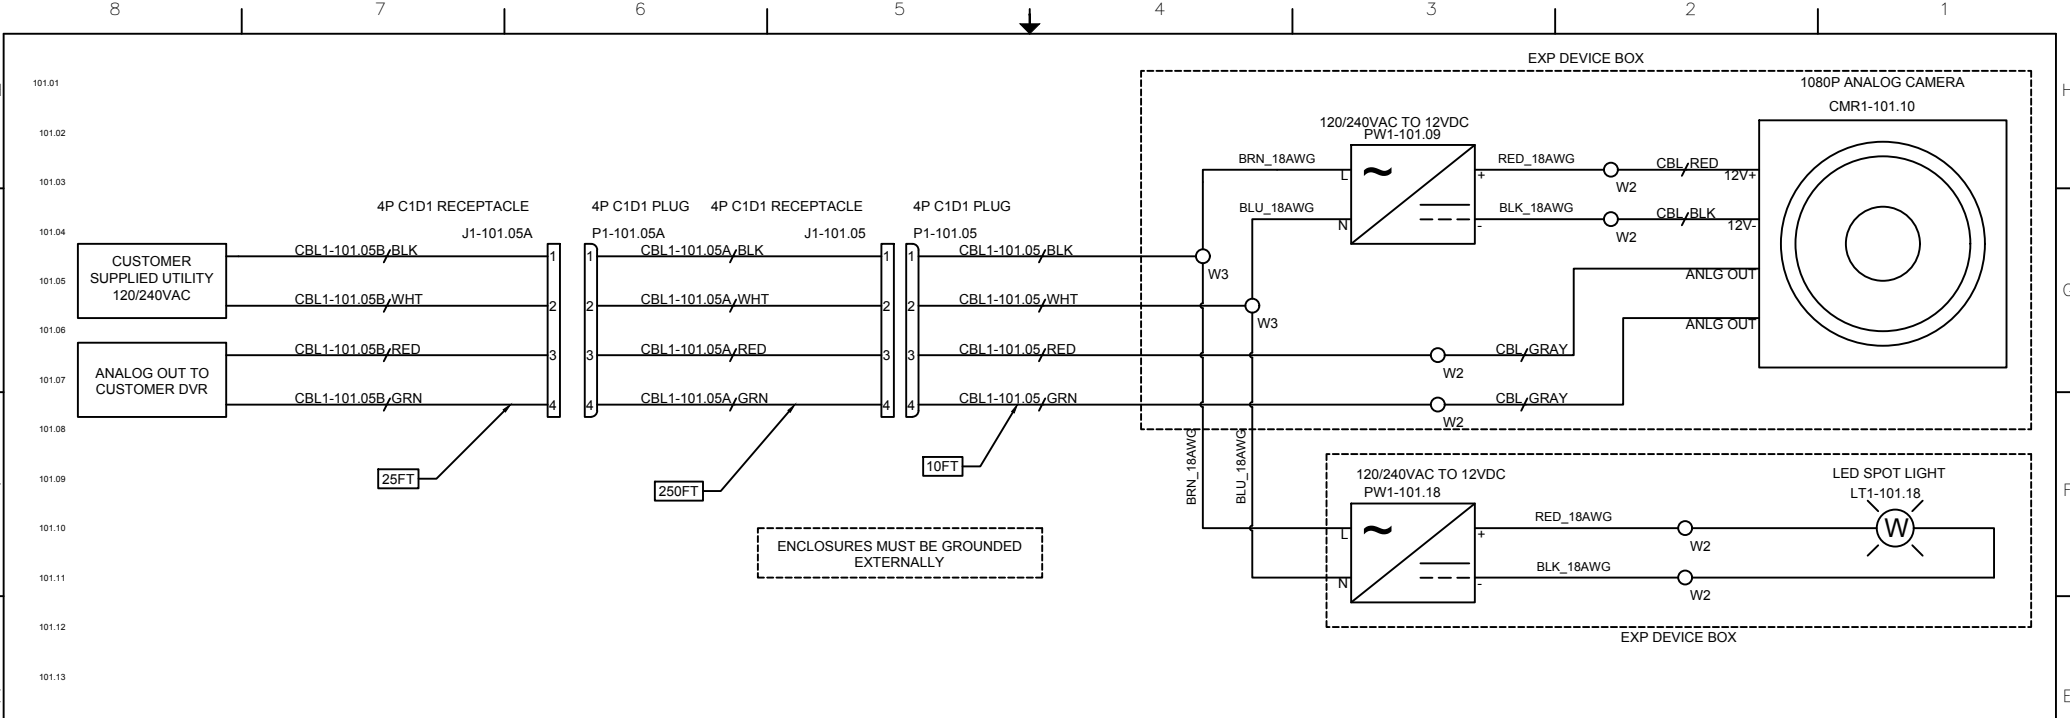 8 7 6 5 4 3 2 1
EXP DEVICE BOX
101.01
1080P ANALOG CAMERA
H
CMR1-101.10
101.02
120/240VAC TO 12VDC
PW1-101.09
BRN_18AWG
RED_18AWG
CBL/RED
L
+
12V+
W2
101.03
4P C1D1 RECEPTACLE
4P C1D1 PLUG
4P C1D1 RECEPTACLE
4P C1D1 PLUG
BLU_18AWG
BLK_18AWG
CBL/BLK
N
-
12V-
W2
101.04
J1-101.05A
P1-101.05A
J1-101.05
P1-101.05
CUSTOMER
SUPPLIED UTILITY
120/240VAC
CBL1-101.05B/BLK
1
1
CBL1-101.05A/BLK
1
1
CBL1-101.05/BLK
W3
ANLG OUT
101.05
CBL1-101.05B/WHT
2
2
CBL1-101.05A/WHT
2
2
CBL1-101.05/WHT
W3
ANLG OUT
101.06
ANALOG OUT TO
CUSTOMER DVR
CBL1-101.05B/RED
3
3
CBL1-101.05A/RED
3
3
CBL1-101.05/RED
CBL/GRAY
W2
101.07
CBL1-101.05B/GRN
4
4
CBL1-101.05A/GRN
4
4
CBL1-101.05/GRN
CBL/GRAY
W2
101.08
BRN_18AWG
BLU_18AWG
25FT
250FT
10FT
101.09
120/240VAC TO 12VDC
PW1-101.18
LED SPOT LIGHT
LT1-101.18
F
101.10
RED_18AWG
L
+
W2
W
ENCLOSURES MUST BE GROUNDED
EXTERNALLY
101.11
BLK_18AWG
N
-
W2
101.12
EXP DEVICE BOX
101.13